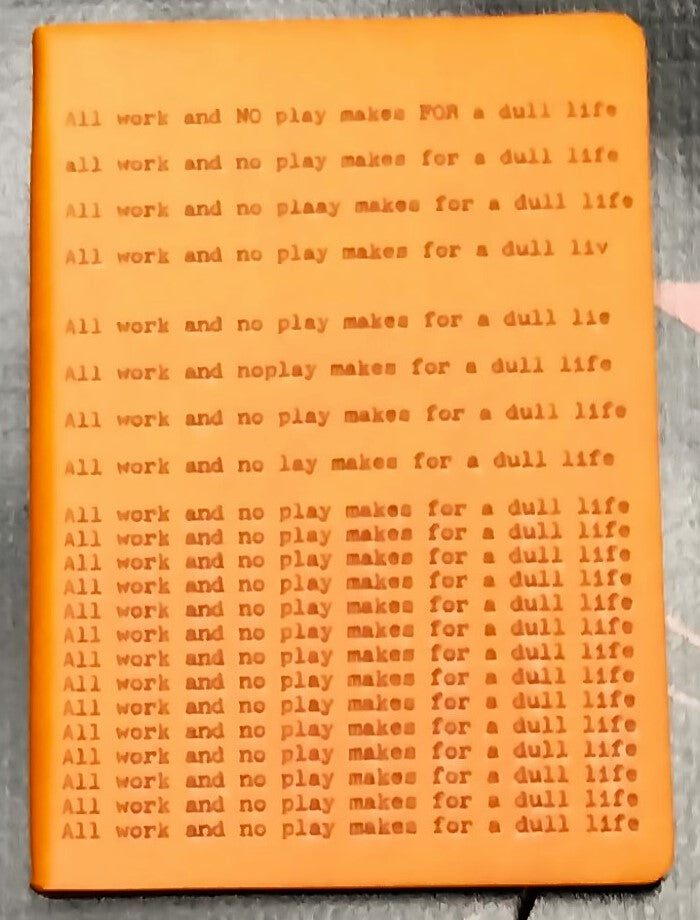 All work and NO play makes FOR a dull life
all work and no play makes for a dull life
All work and no plaay makes for a dull life
All work and no play makes for a dull liv
All work and no play makes for a dull lie
All work and noplay makes for a dull life
All work and no play makes for a dull life
All work and no lay makes for a dull life
All work and no play makes for a dull life
All work and no play makes for a dull life
All work and no play makes for a dull life
All work and no play makes for a dull life
All work and no play makes for a dull life
All work and no play makes for a dull life
All work and no play makes for a dull life
All work and no play makes for a dull life
All work and no play makes for a dull life
All work and no play makes for a dull life
All work and no play makes for a dull life
All work and no play makes for a dull life
All work and no play makes for a dull life
All work and no play makes for a dull life